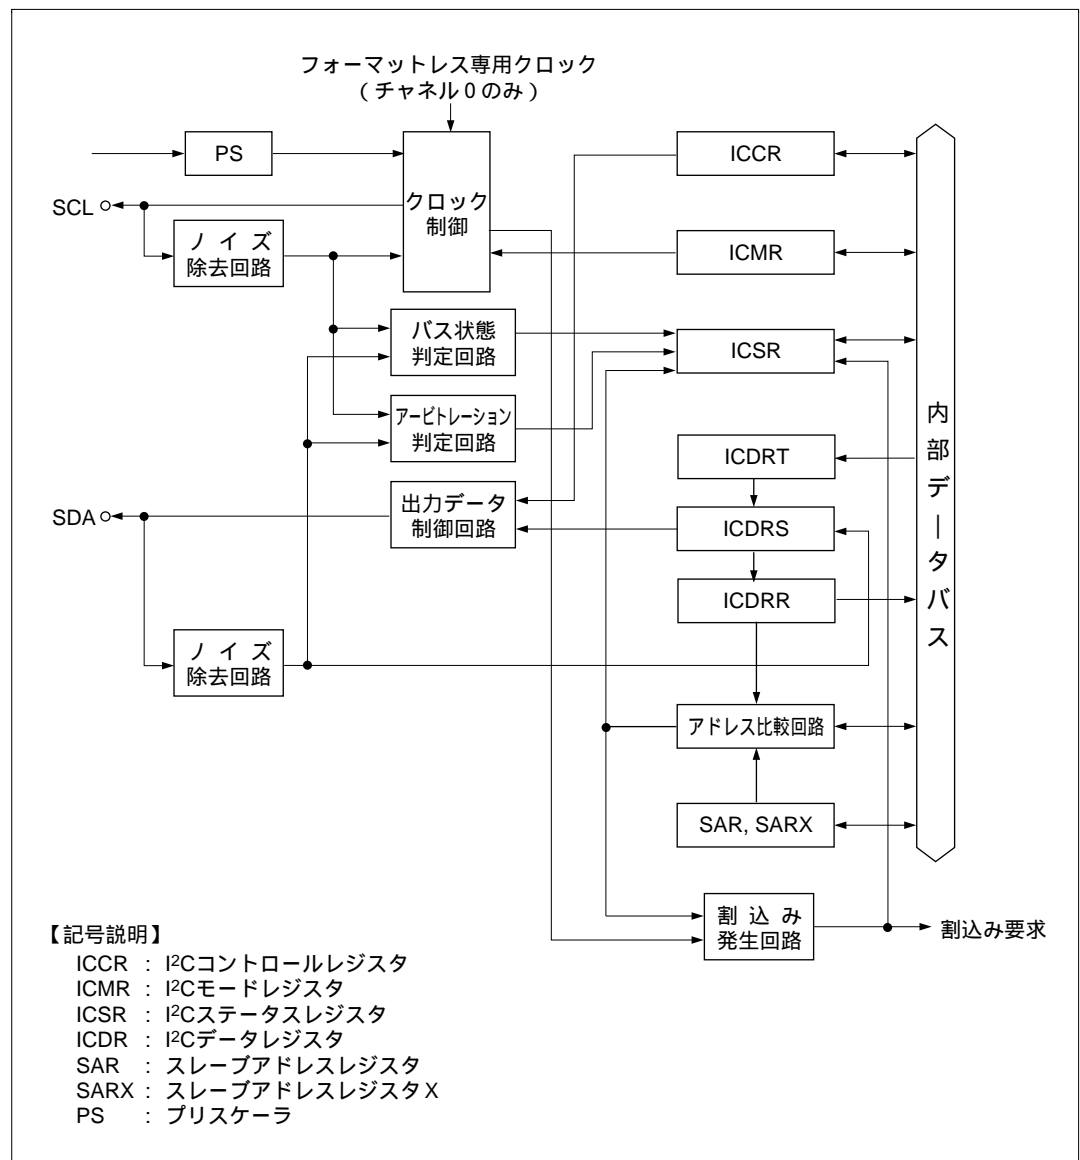 フォーマットレス専用クロック
（チャネル0のみ）
PS
ICCR
SCL
クロック
制御
ノイズ
除去回路
ICMR
バス状態
判定回路
ICSR
アービトレーション
判定回路
内部データバス
ICDRT
SDA
出力データ
制御回路
ICDRS
ICDRR
ノイズ
除去回路
アドレス比較回路
SAR, SARX
割込み
発生回路
割込み要求
【記号説明】
ICCR : I²Cコントロールレジスタ
ICMR : I²Cモードレジスタ
ICSR : I²Cステータスレジスタ
ICDR : I²Cデータレジスタ
SAR : スレーブアドレスレジスタ
SARX : スレーブアドレスレジスタX
PS : プリスケーラ